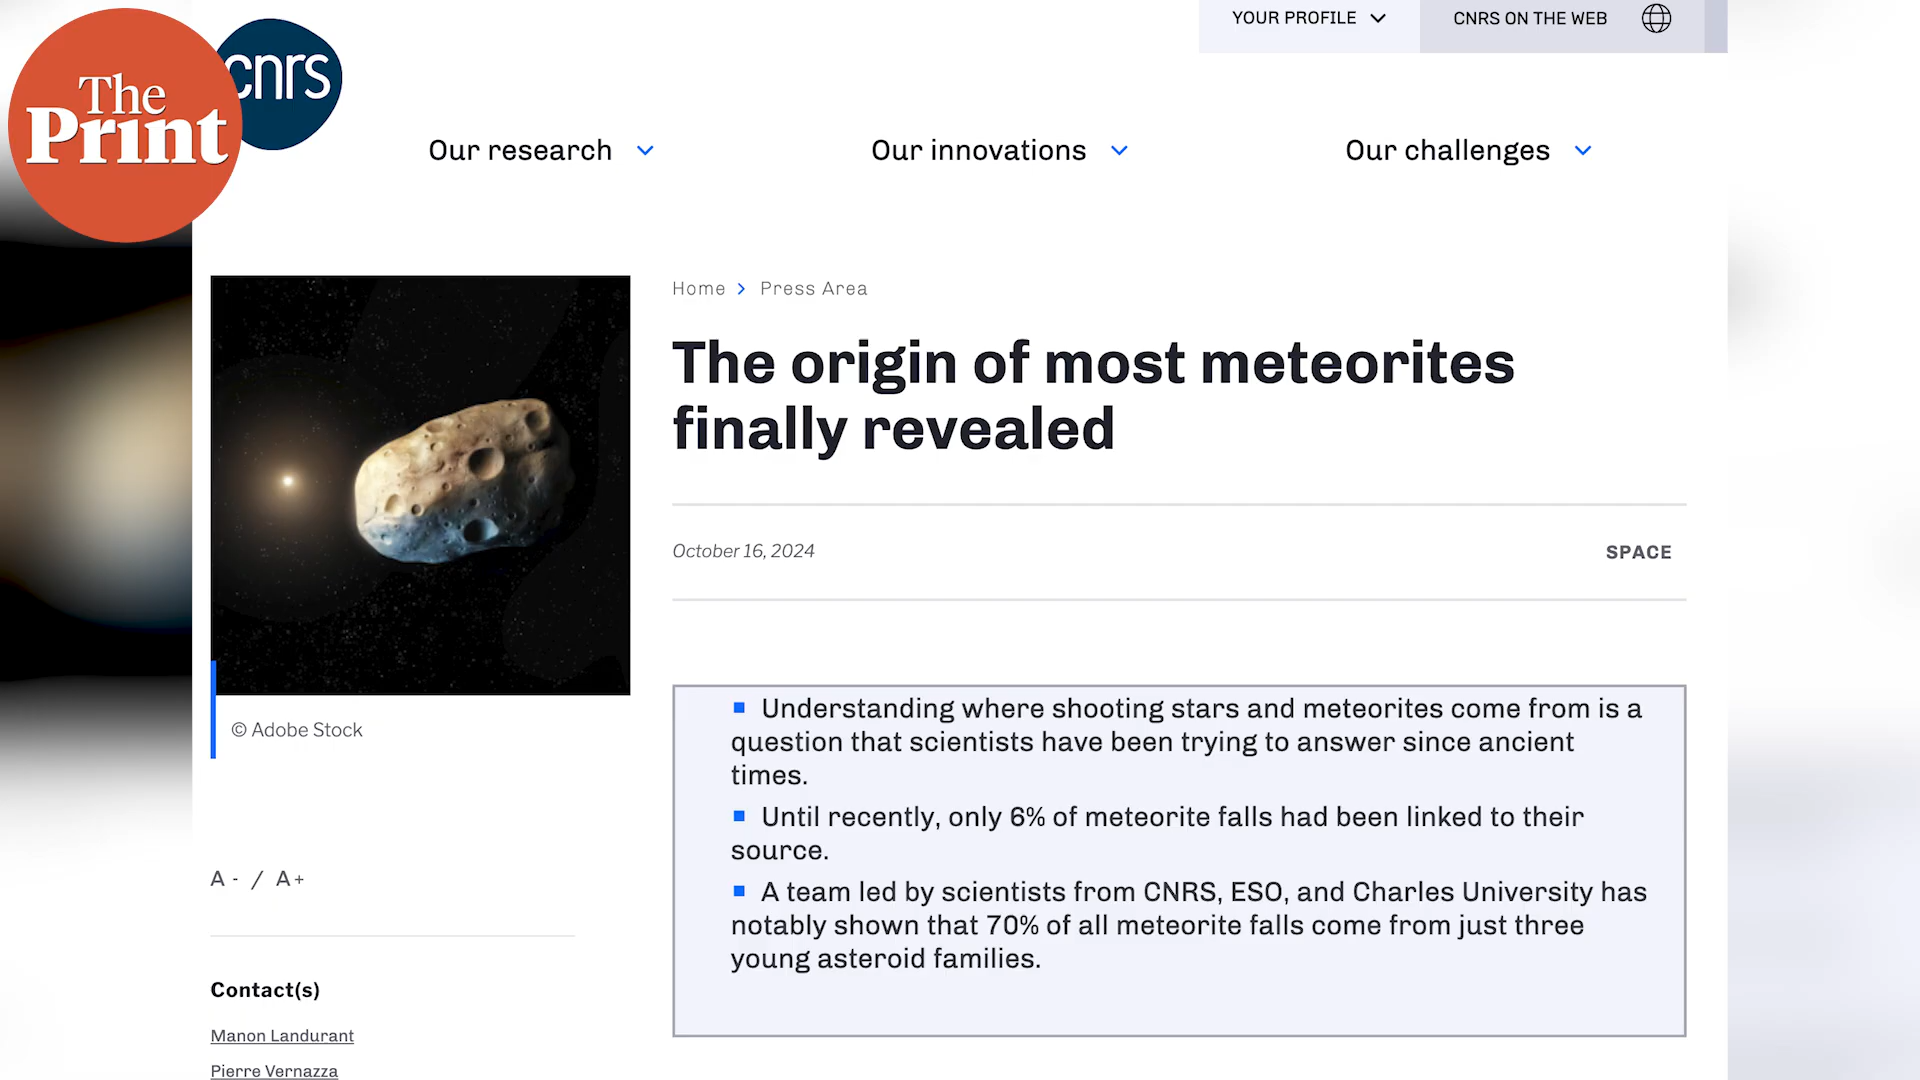 The
Print
cnrs
YOUR PROFILE
CNRS ON THE WEB
Our research
Our innovations
Our challenges
Home
Press Area
The origin of most meteorites
finally revealed
October 16, 2024
SPACE
© Adobe Stock
▪ Understanding where shooting stars and meteorites come from is a
question that scientists have been trying to answer since ancient
times.
▪ Until recently, only 6% of meteorite falls had been linked to their
source.
▪ A team led by scientists from CNRS, ESO, and Charles University has
notably shown that 70% of all meteorite falls come from just three
young asteroid families.
A - / A+
Contact(s)
Manon Landurant
Pierre Vernazza